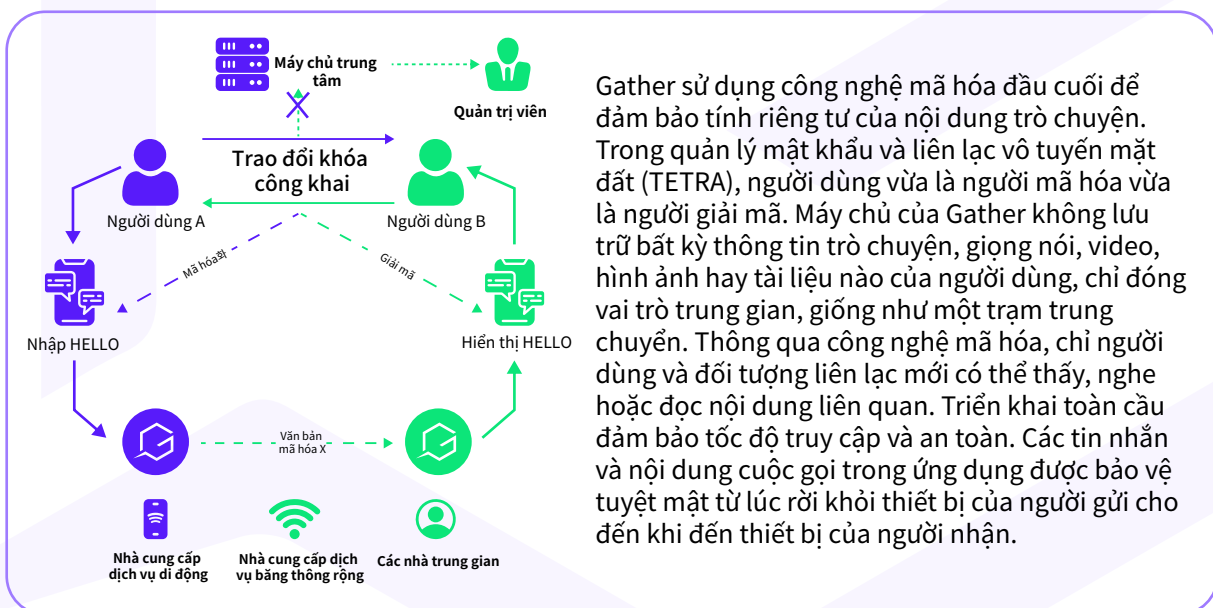 Máy chủ trung
tâm
Quản trị viên
Trao đổi khóa
công khai
Người dùng A
Người dùng B
Mã hóa화
Giải mã
Nhập HELLO
Hiển thị HELLO
Văn bản
mã hóa X
Nhà cung cấp
dịch vụ di động
Nhà cung cấp dịch
vụ băng thông rộng
Các nhà trung gian
Gather sử dụng công nghệ mã hóa đầu cuối để
đảm bảo tính riêng tư của nội dung trò chuyện.
Trong quản lý mật khẩu và liên lạc vô tuyến mặt
đất (TETRA), người dùng vừa là người mã hóa vừa
là người giải mã. Máy chủ của Gather không lưu
trữ bất kỳ thông tin trò chuyện, giọng nói, video,
hình ảnh hay tài liệu nào của người dùng, chỉ đóng
vai trò trung gian, giống như một trạm trung
chuyển. Thông qua công nghệ mã hóa, chỉ người
dùng và đối tượng liên lạc mới có thể thấy, nghe
hoặc đọc nội dung liên quan. Triển khai toàn cầu
đảm bảo tốc độ truy cập và an toàn. Các tin nhắn
và nội dung cuộc gọi trong ứng dụng được bảo vệ
tuyệt mật từ lúc rời khỏi thiết bị của người gửi cho
đến khi đến thiết bị của người nhận.